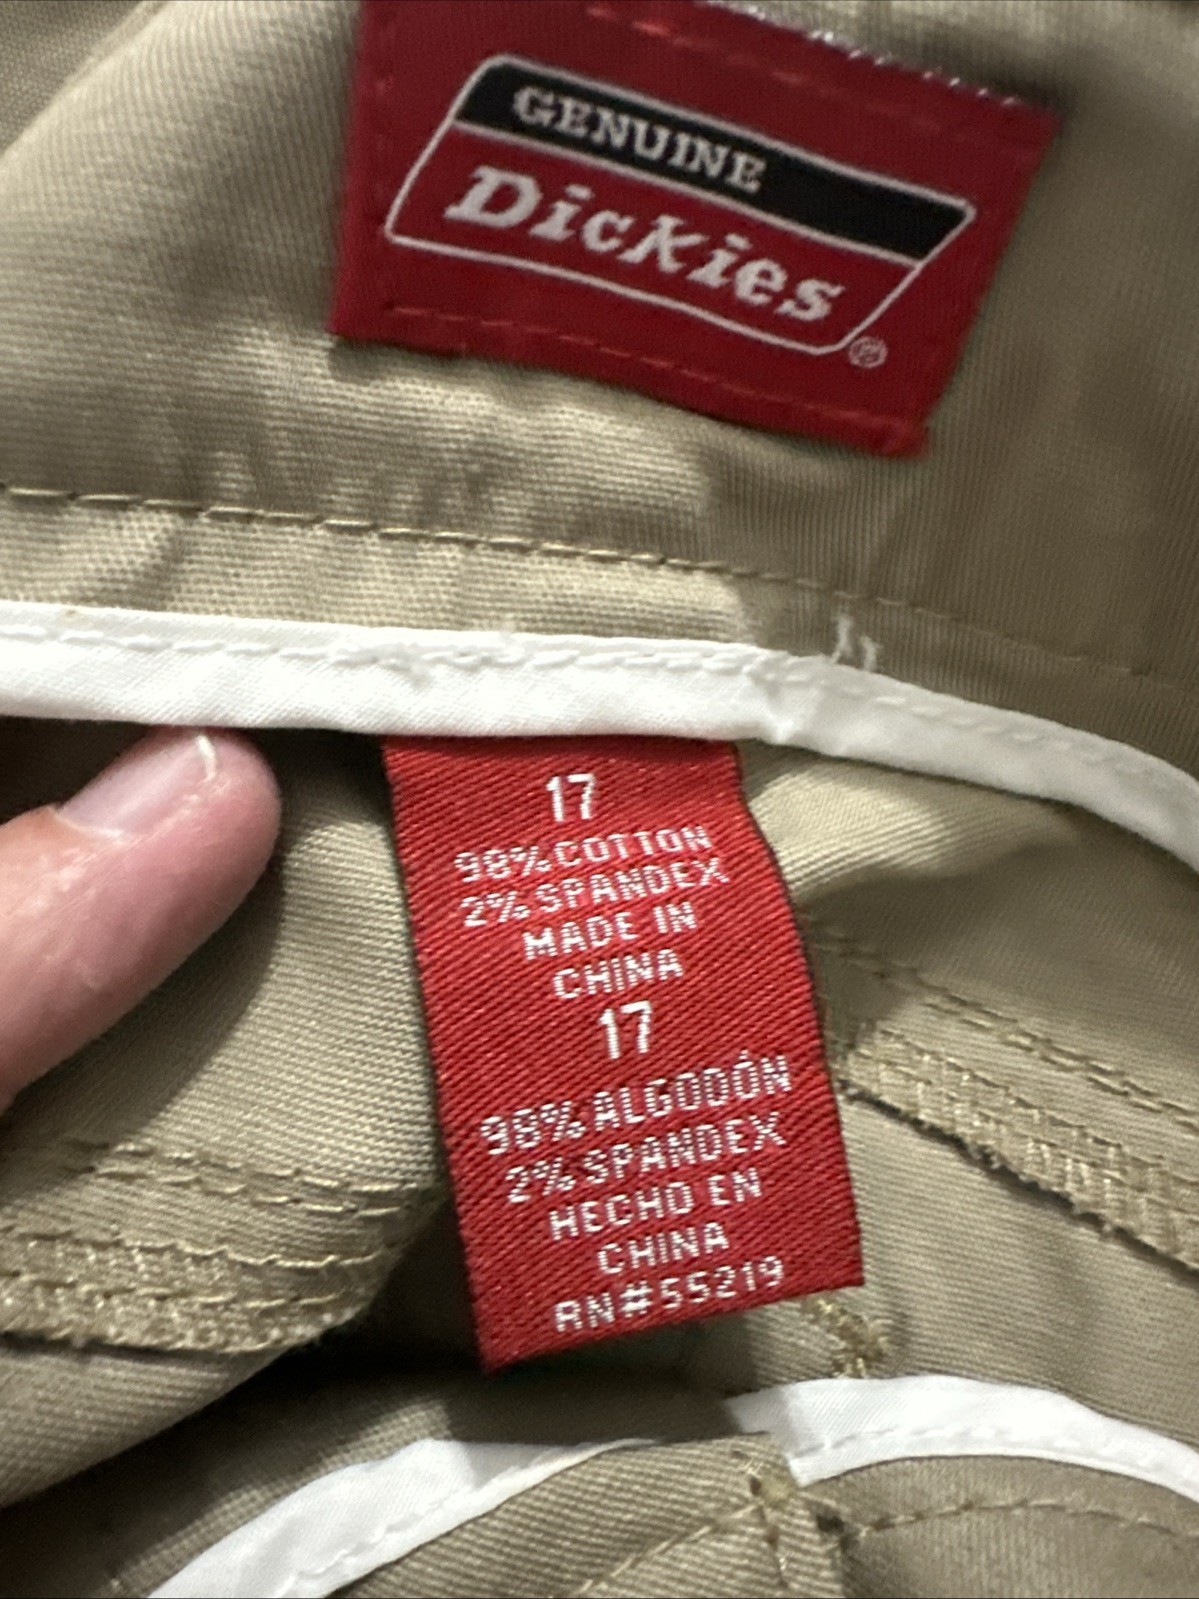 GENUINE
Dickies
®
17
98% COTTON
2% SPANDEX
MADE IN
CHINA
17
98% ALGODÓN
2% SPANDEX
HECHO EN
CHINA
RN#55219